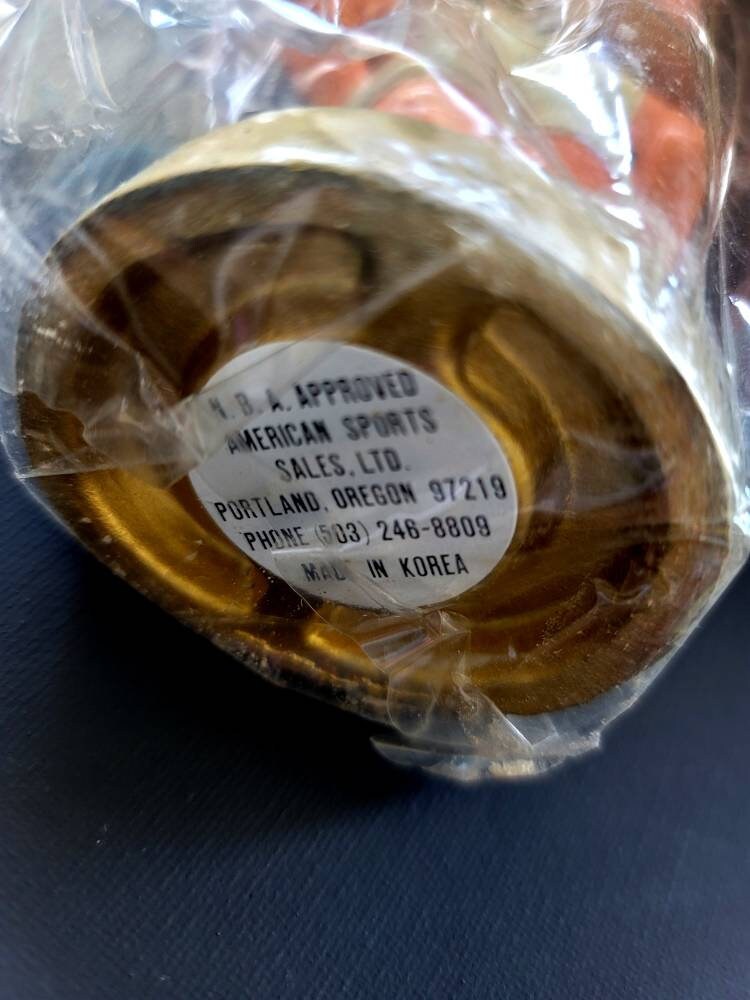 N. B. A. APPROVED
AMERICAN SPORTS
SALES, LTD.
PORTLAND, OREGON 97219
PHONE (503) 246-8809
MADE IN KOREA